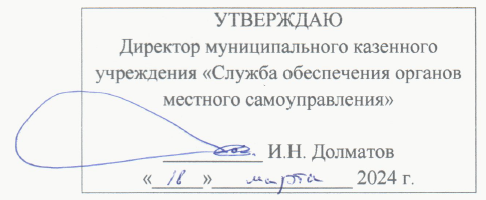 УТВЕРЖДАЮ
Директор муниципального казенного
учреждения «Служба обеспечения органов
местного самоуправления»
И.Н. Долматов
« 18 » марта 2024 г.